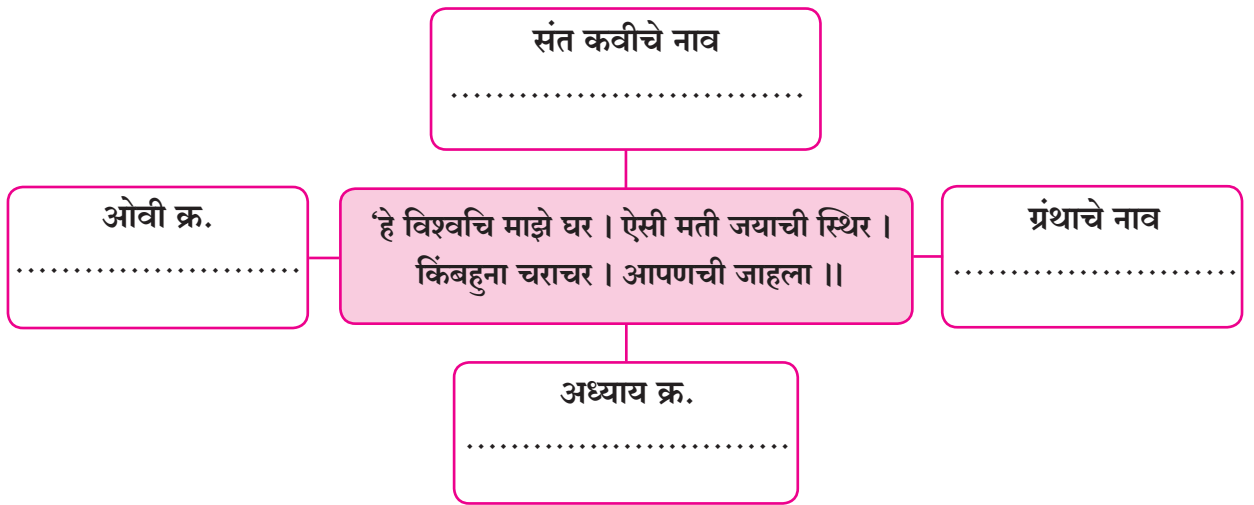 संत कवीचे नाव
................................
ओवी क्र.
..............................
‘हे विश्वचि माझे घर । ऐसी मती जयाची स्थिर ।
किंबहुना चराचर । आपणची जाहला ।।
ग्रंथाचे नाव
..............................
अध्याय क्र.
..................................